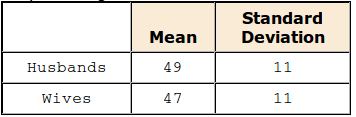 Mean Standard Deviation
Husbands 49 11
Wives 47 11